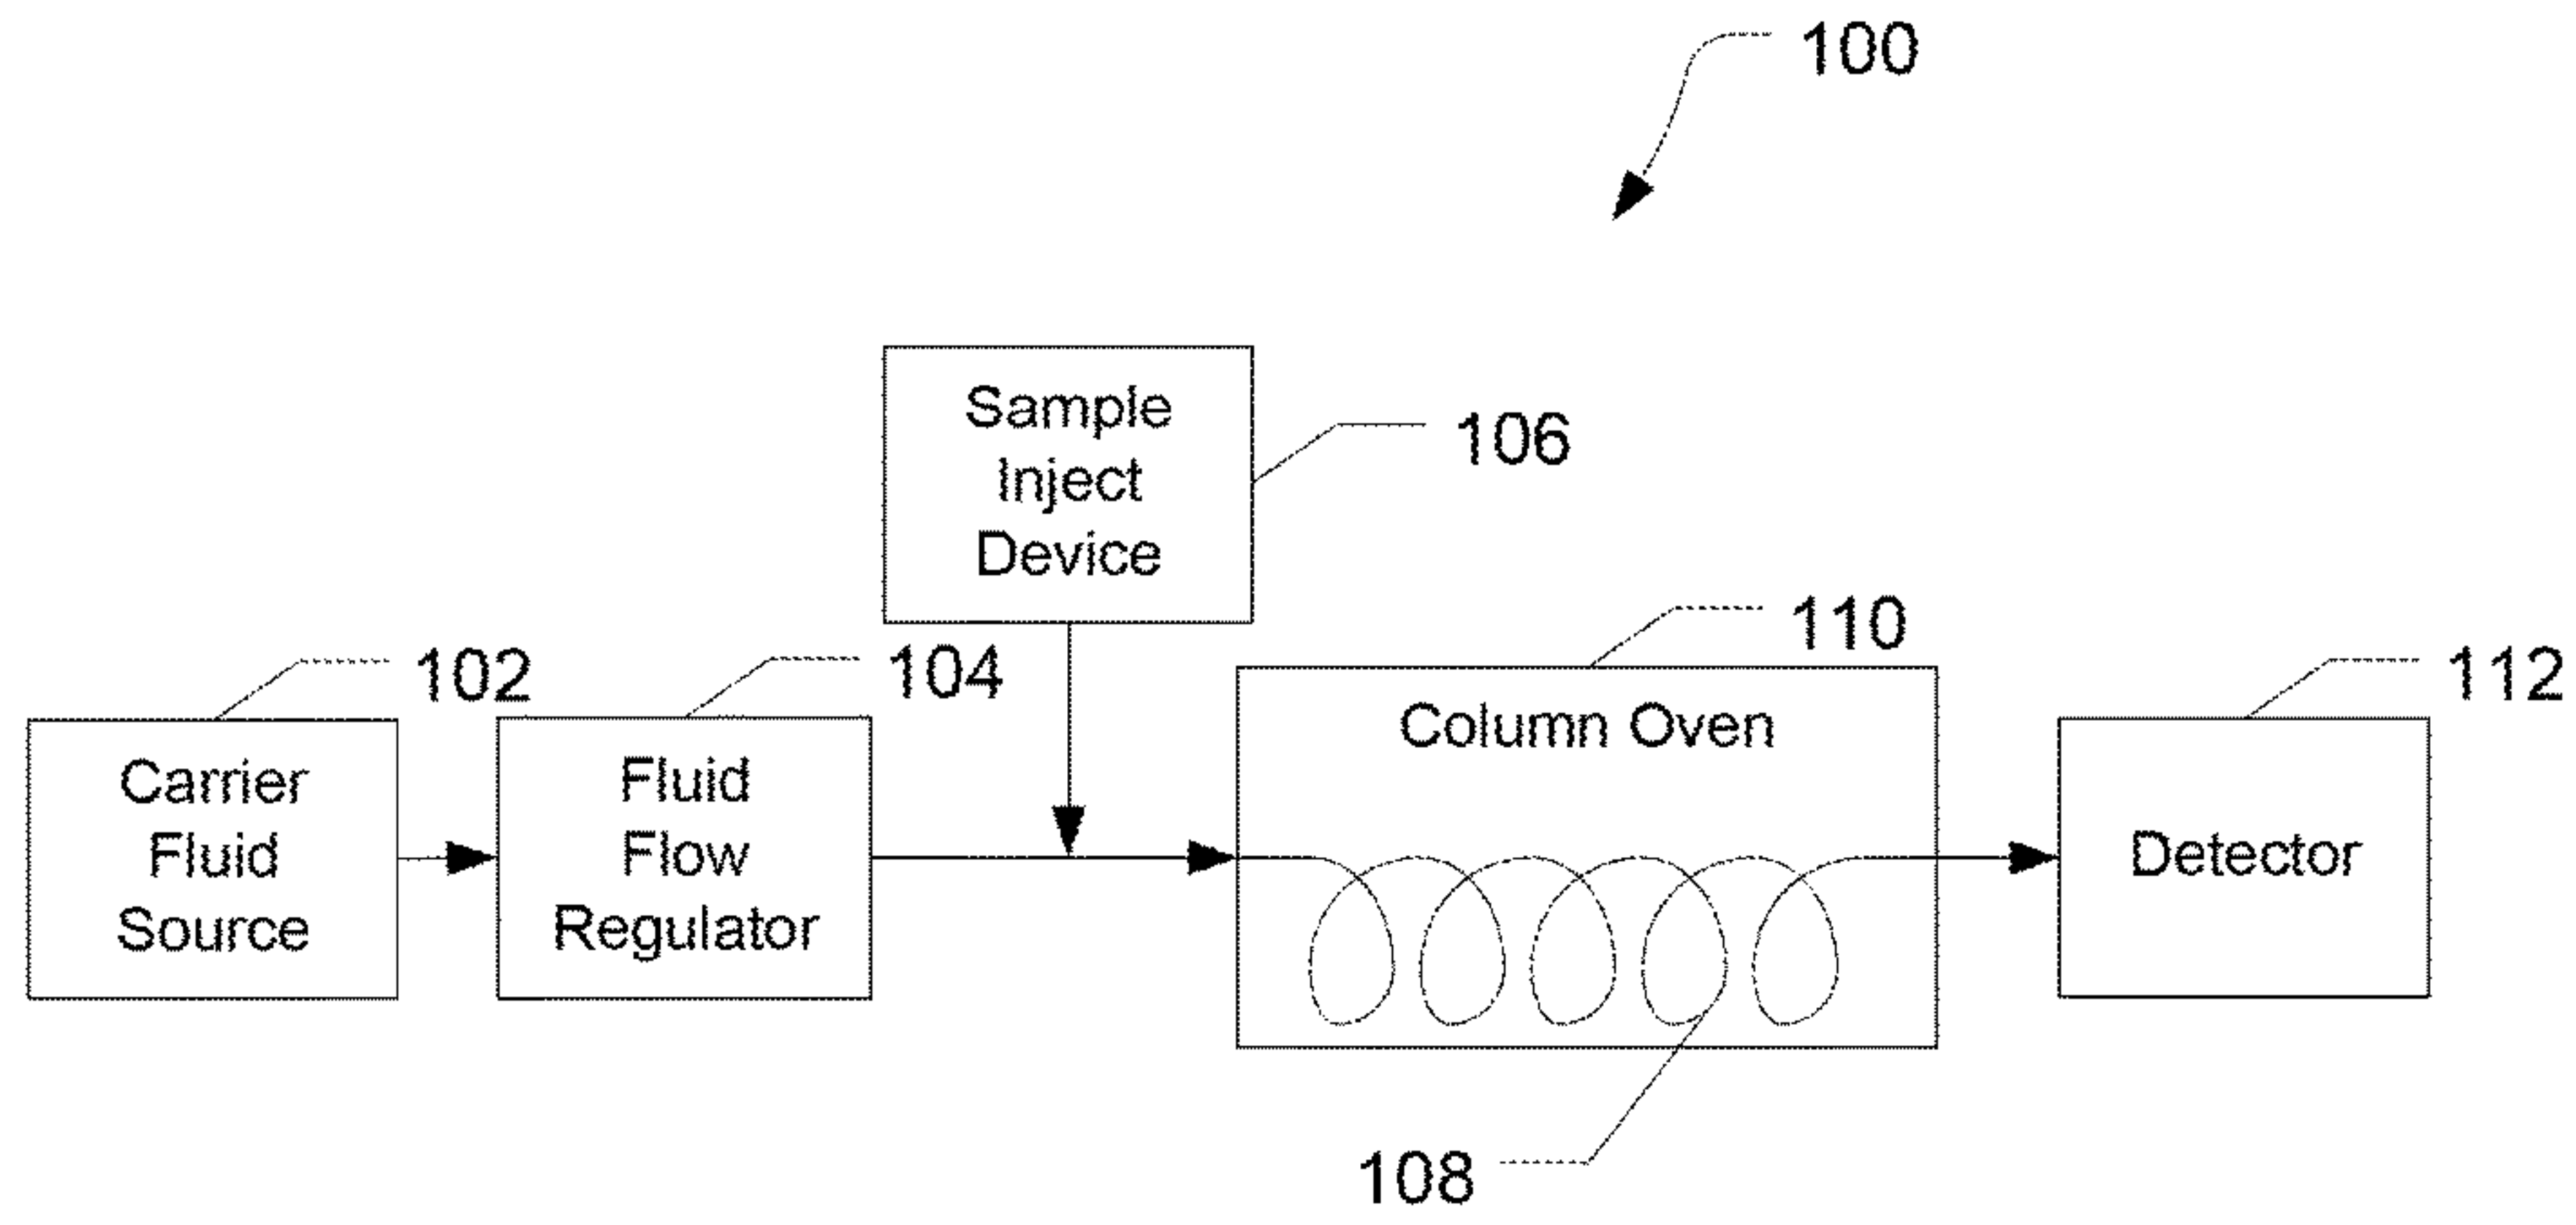 100
Sample
Inject
Device
106
110
102
104
112
Column Oven
Carrier
Fluid
Source
Fluid
Flow
Regulator
Detector
108